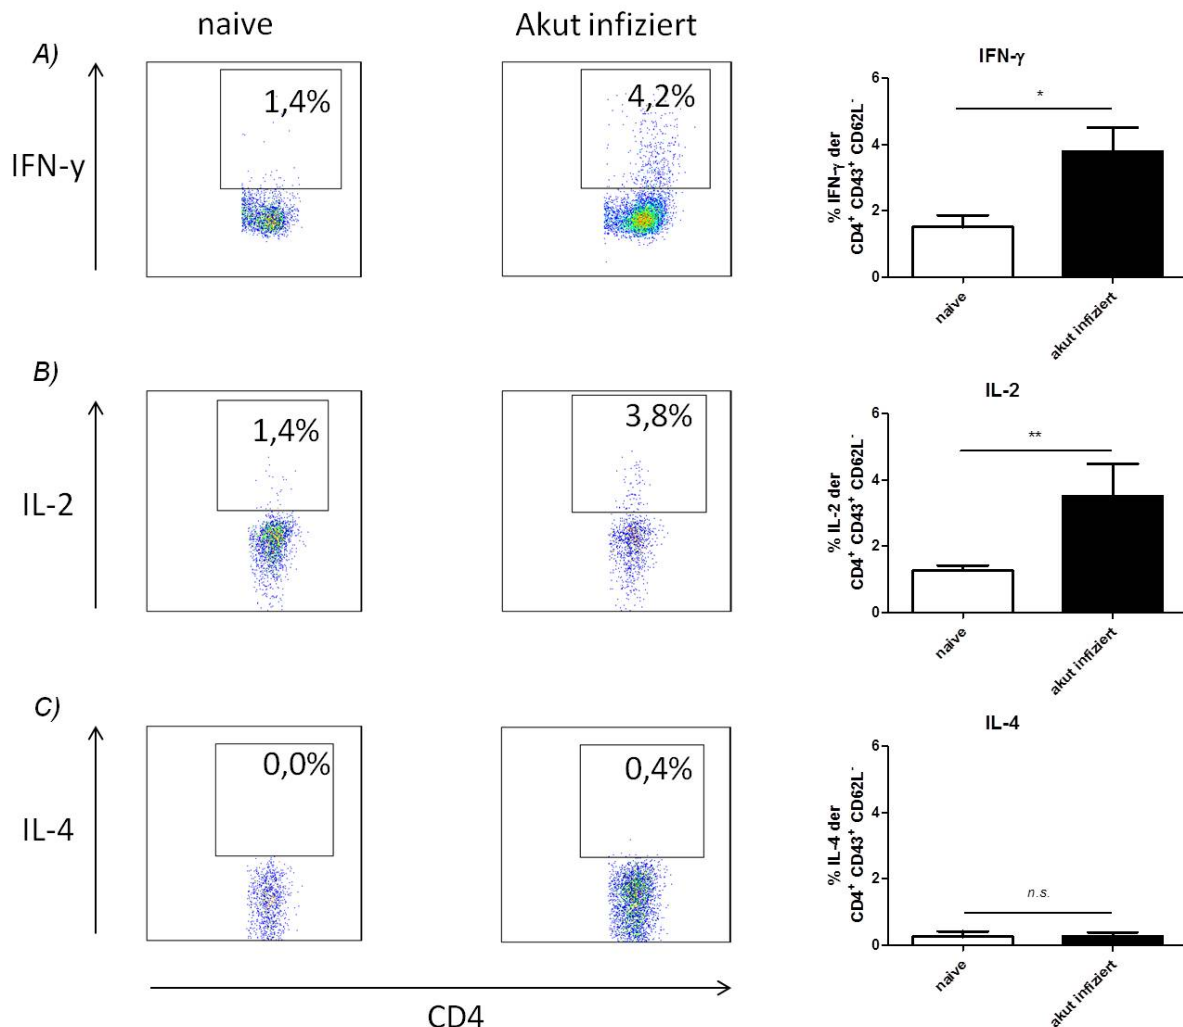 naive
Akut infiziert
A)
IFN-y
1,4%
4,2%
IFN-γ
% IFN-γ der
CD4⁺ CD43⁺ CD62L⁻
6
4
2
0
*
naive
akut infiziert
B)
IL-2
1,4%
3,8%
IL-2
% IL-2 der
CD4⁺ CD43⁺ CD62L⁻
6
4
2
0
**
naive
akut infiziert
C)
IL-4
0,0%
0,4%
IL-4
% IL-4 der
CD4⁺ CD43⁺ CD62L⁻
6
4
2
0
n.s.
naive
akut infiziert
CD4